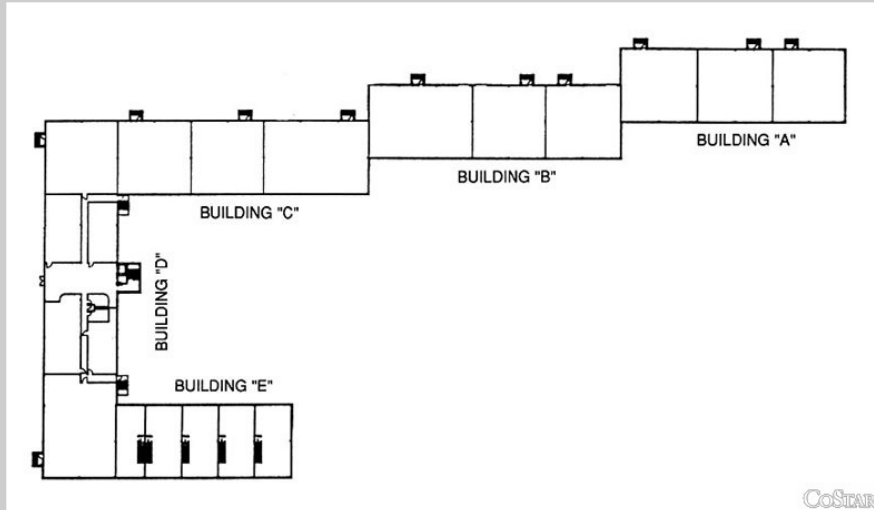 BUILDING "A"
BUILDING "B"
BUILDING "C"
BUILDING "D"
BUILDING "E"
COSTAR